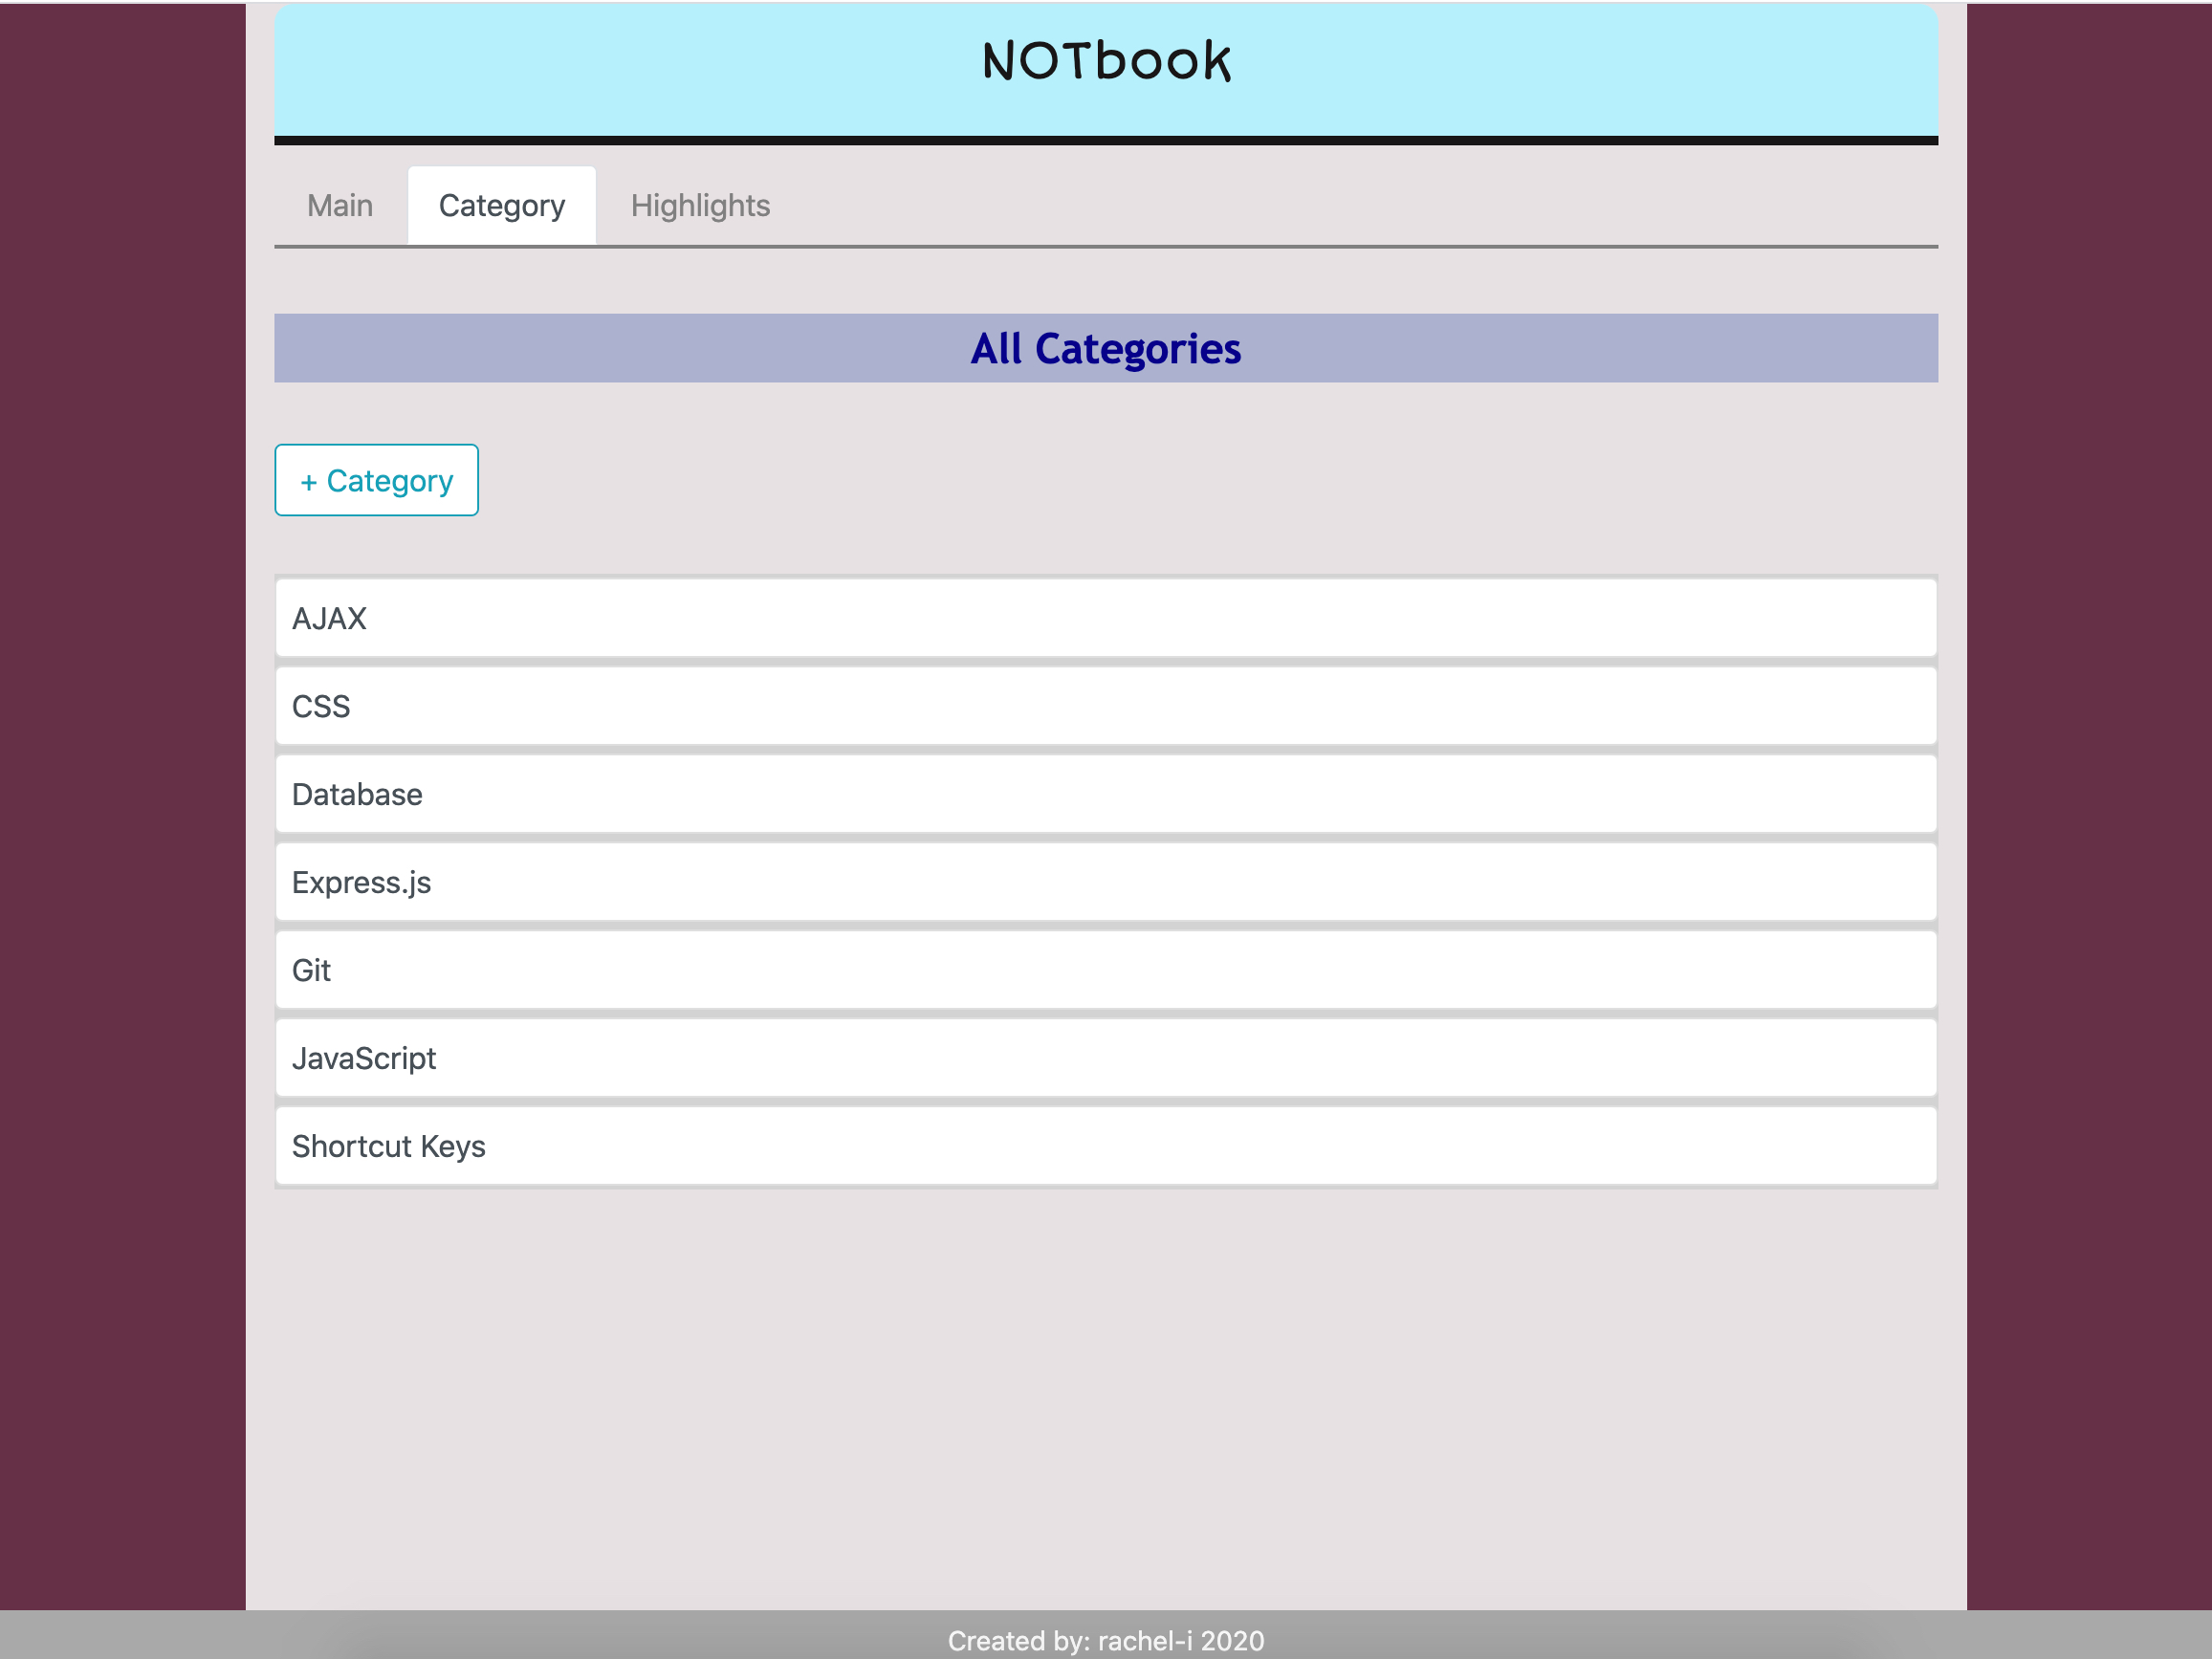 NOTbook
Main Category Highlights
All Categories
+ Category
AJAX
CSS
Database
Express.js
Git
JavaScript
Shortcut Keys
Created by: rachel-i 2020